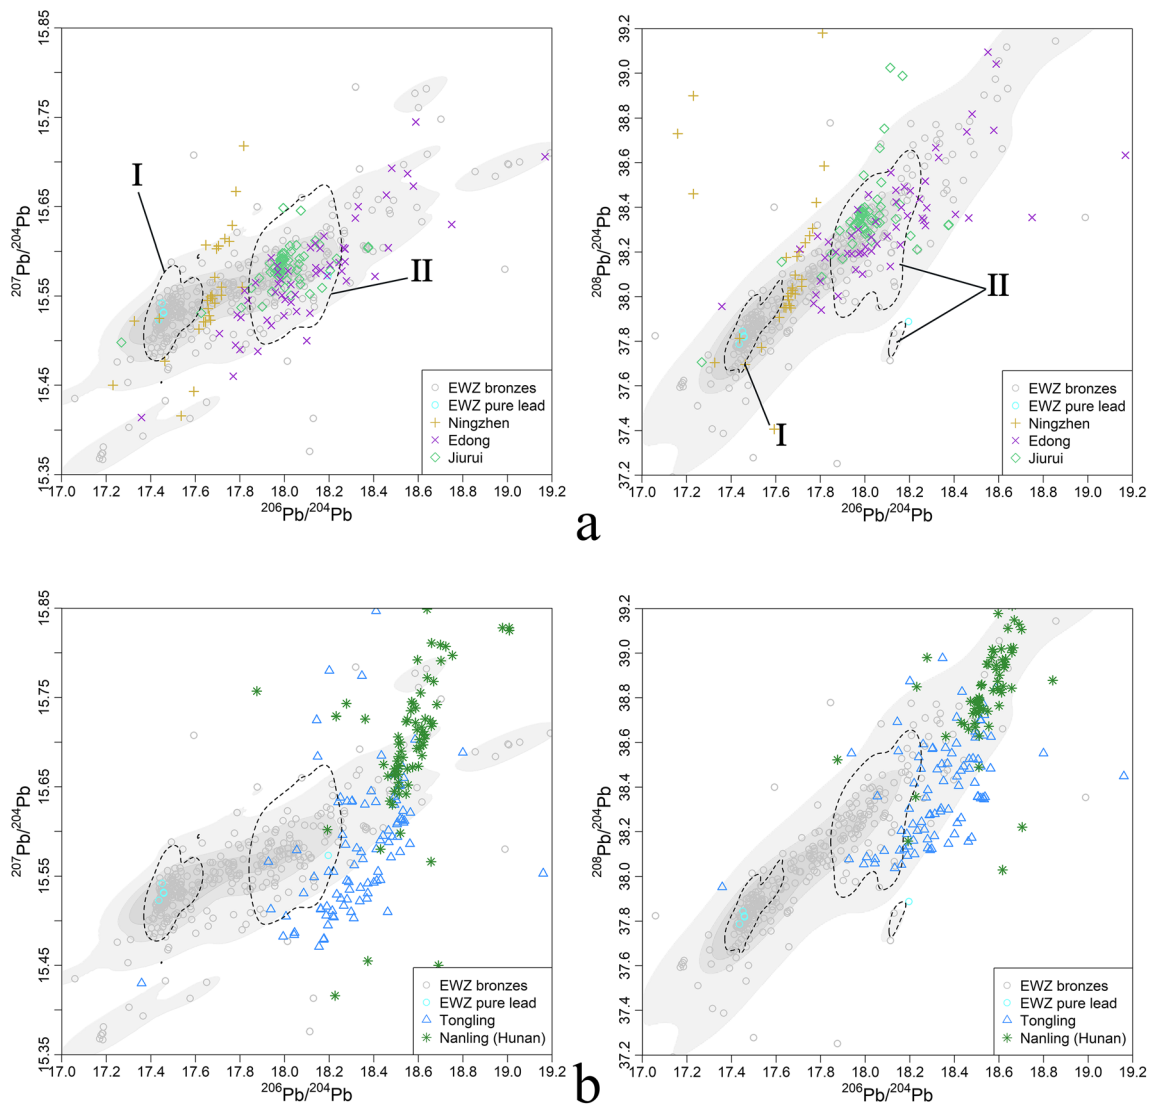 15.85
15.75
15.65
15.55
15.45
15.35
207Pb/204Pb
17.0 17.2 17.4 17.6 17.8 18.0 18.2 18.4 18.6 18.8 19.0 19.2
206Pb/204Pb
I
II
EWZ bronzes
EWZ pure lead
Ningzhen
Edong
Jiurui
39.2
39.0
38.8
38.6
38.4
38.2
38.0
37.8
37.6
37.4
37.2
208Pb/204Pb
17.0 17.2 17.4 17.6 17.8 18.0 18.2 18.4 18.6 18.8 19.0 19.2
206Pb/204Pb
II
I
EWZ bronzes
EWZ pure lead
Ningzhen
Edong
Jiurui
a
15.85
15.75
15.65
15.55
15.45
15.35
207Pb/204Pb
17.0 17.2 17.4 17.6 17.8 18.0 18.2 18.4 18.6 18.8 19.0 19.2
206Pb/204Pb
EWZ bronzes
EWZ pure lead
Tongling
Nanling (Hunan)
39.2
39.0
38.8
38.6
38.4
38.2
38.0
37.8
37.6
37.4
37.2
208Pb/204Pb
17.0 17.2 17.4 17.6 17.8 18.0 18.2 18.4 18.6 18.8 19.0 19.2
206Pb/204Pb
EWZ bronzes
EWZ pure lead
Tongling
Nanling (Hunan)
b